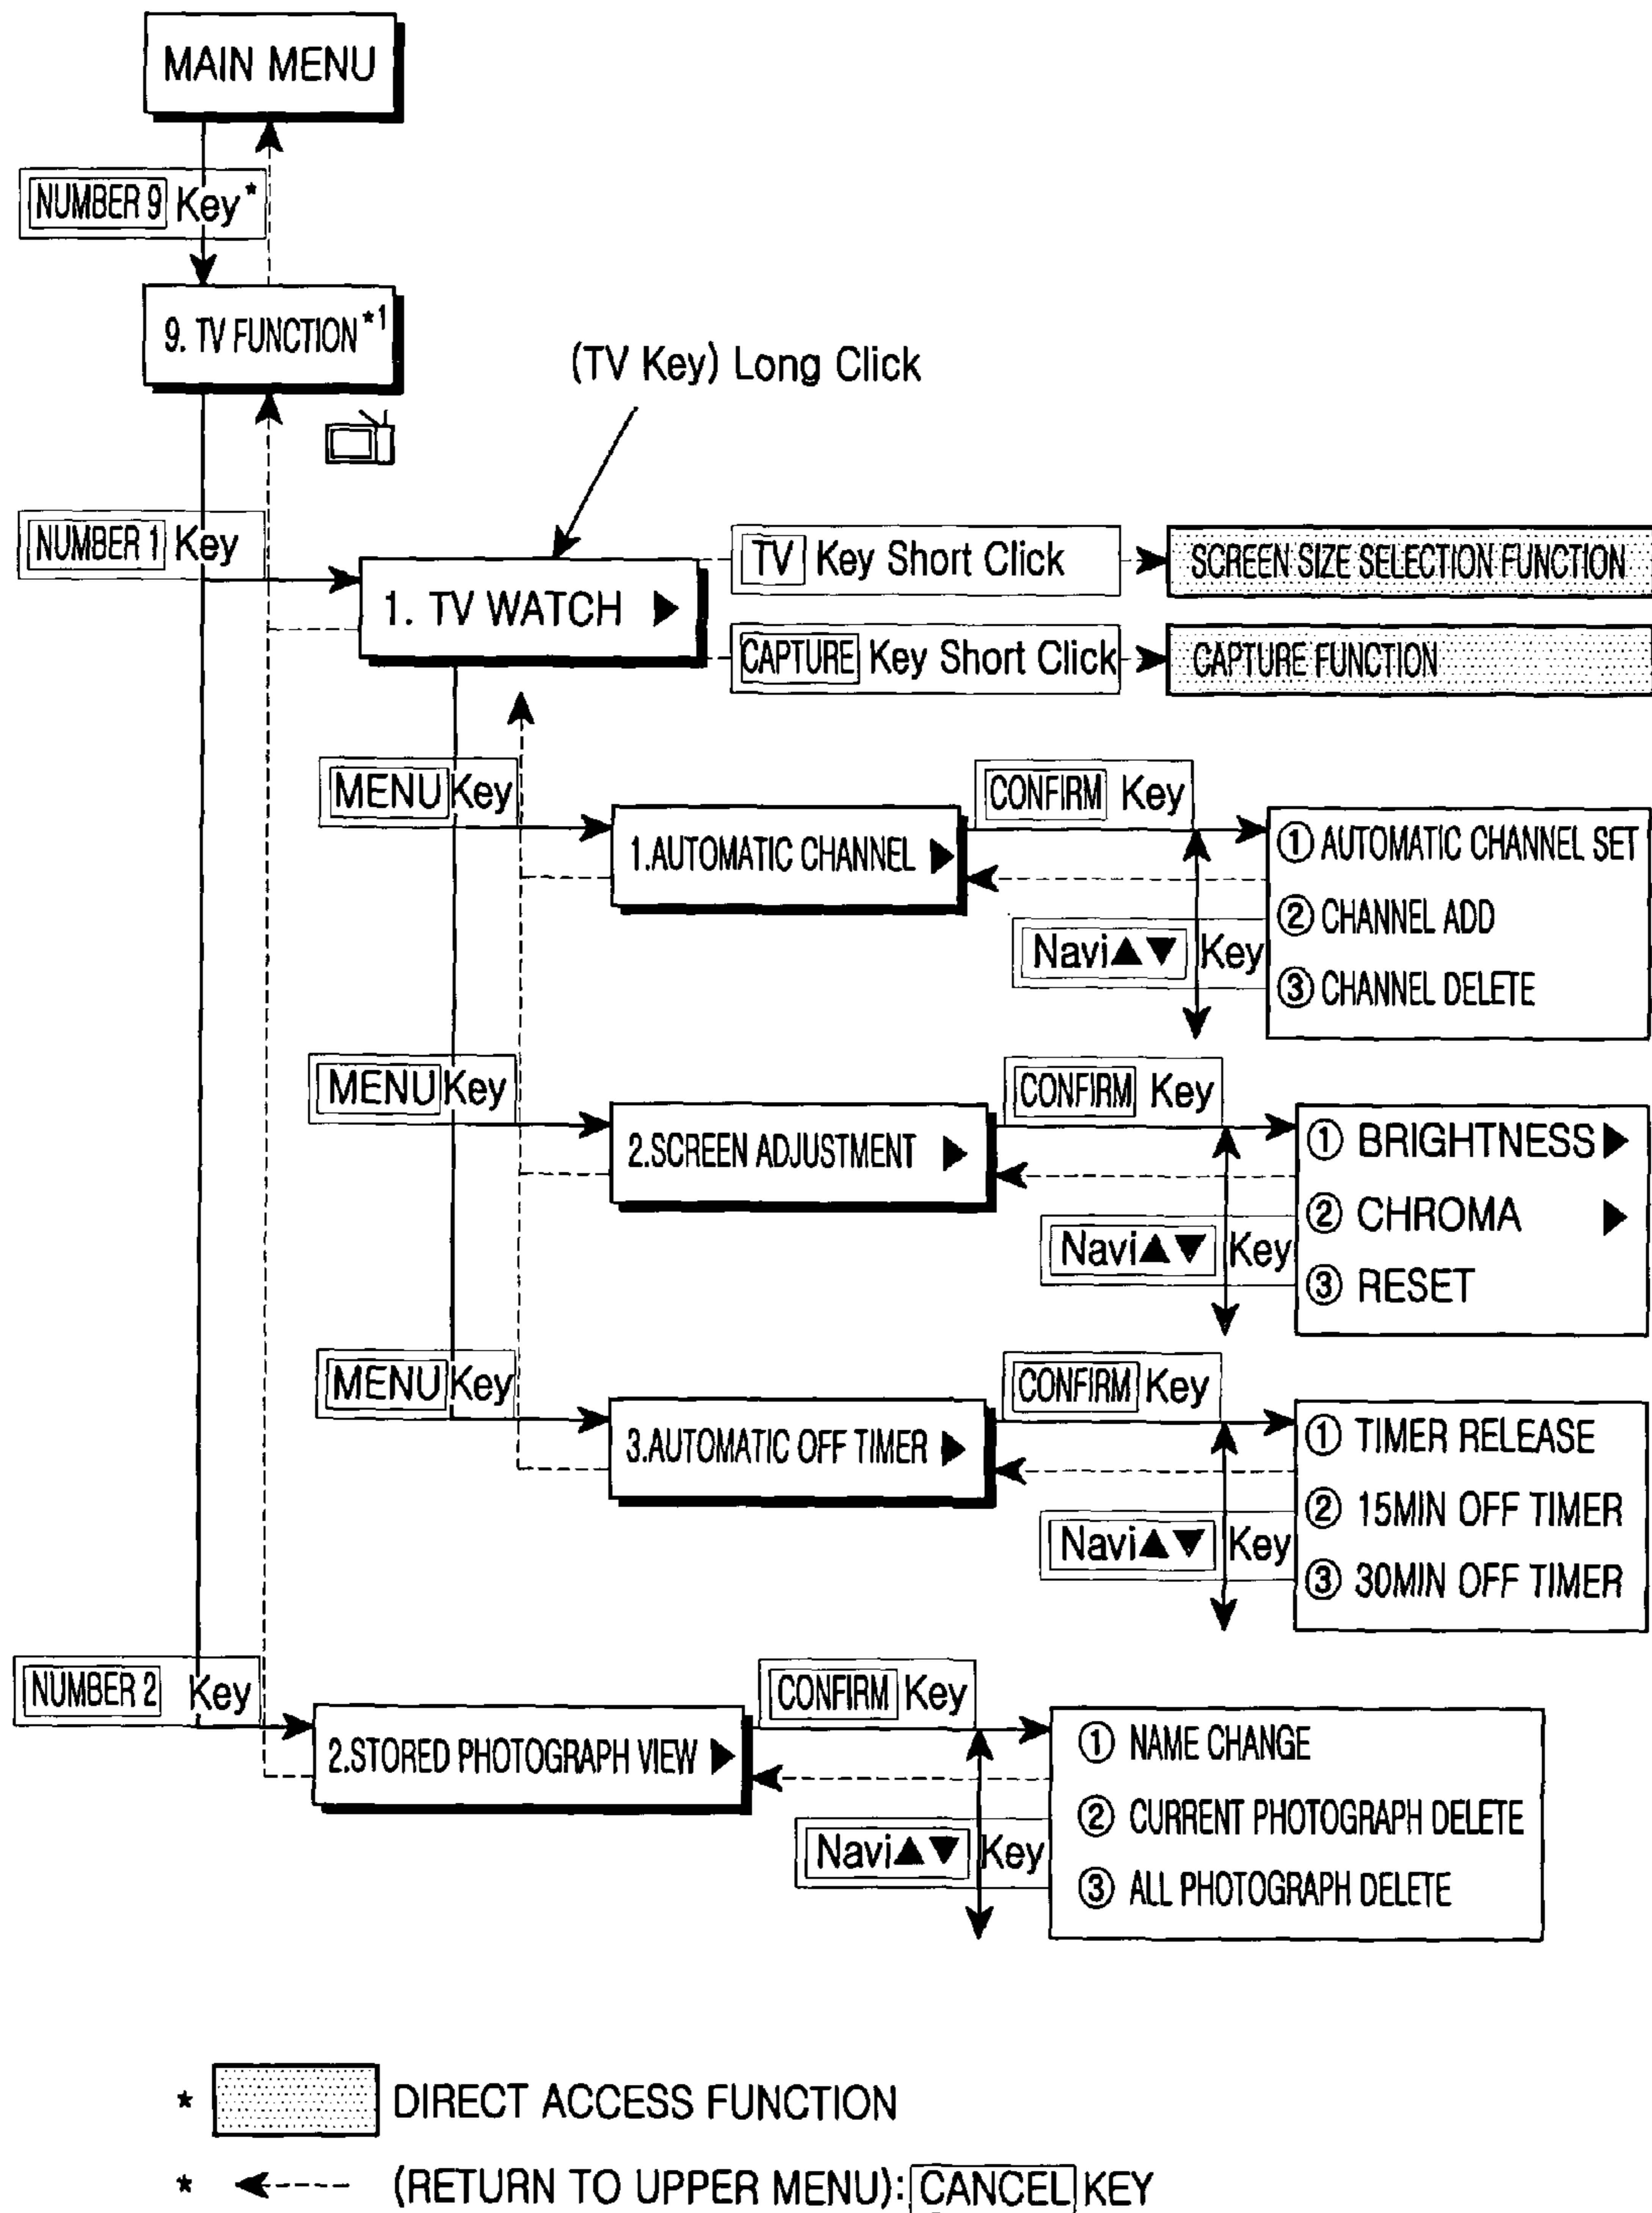 MAIN MENU
NUMBER 9 Key*
9. TV FUNCTION*1
(TV Key) Long Click
NUMBER 1 Key
1. TV WATCH ▶
TV Key Short Click
SCREEN SIZE SELECTION FUNCTION
CAPTURE Key Short Click
CAPTURE FUNCTION
MENU Key
1.AUTOMATIC CHANNEL ▶
CONFIRM Key
① AUTOMATIC CHANNEL SET
② CHANNEL ADD
③ CHANNEL DELETE
Navi▲▼ Key
MENU Key
2.SCREEN ADJUSTMENT ▶
CONFIRM Key
① BRIGHTNESS ▶
② CHROMA ▶
③ RESET
Navi▲▼ Key
MENU Key
3.AUTOMATIC OFF TIMER ▶
CONFIRM Key
① TIMER RELEASE
② 15MIN OFF TIMER
③ 30MIN OFF TIMER
Navi▲▼ Key
NUMBER 2 Key
2.STORED PHOTOGRAPH VIEW ▶
CONFIRM Key
① NAME CHANGE
② CURRENT PHOTOGRAPH DELETE
③ ALL PHOTOGRAPH DELETE
Navi▲▼ Key
* DIRECT ACCESS FUNCTION
* (RETURN TO UPPER MENU): CANCEL KEY